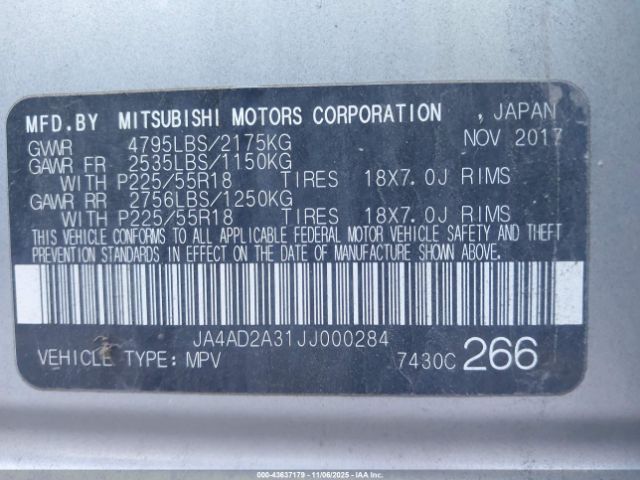 MFD.BY MITSUBISHI MOTORS CORPORATION , JAPAN
GVWR 4795LBS/2175KG NOV 2017
GAWR FR 2535LBS/1150KG
WITH P225/55R18 TIRES 18X7.0J RIMS
GAWR RR 2756LBS/1250KG
WITH P225/55R18 TIRES 18X7.0J RIMS
THIS VEHICLE CONFORMS TO ALL APPLICABLE FEDERAL MOTOR VEHICLE SAFETY AND THEFT
PREVENTION STANDARDS IN EFFECT ON THE DATE OF MANUFACTURE SHOWN ABOVE.
JA4AD2A31JJ000284
VEHICLE TYPE: MPV 7430C 266
000-43637179 - 11/06/2025 - IAAI.com